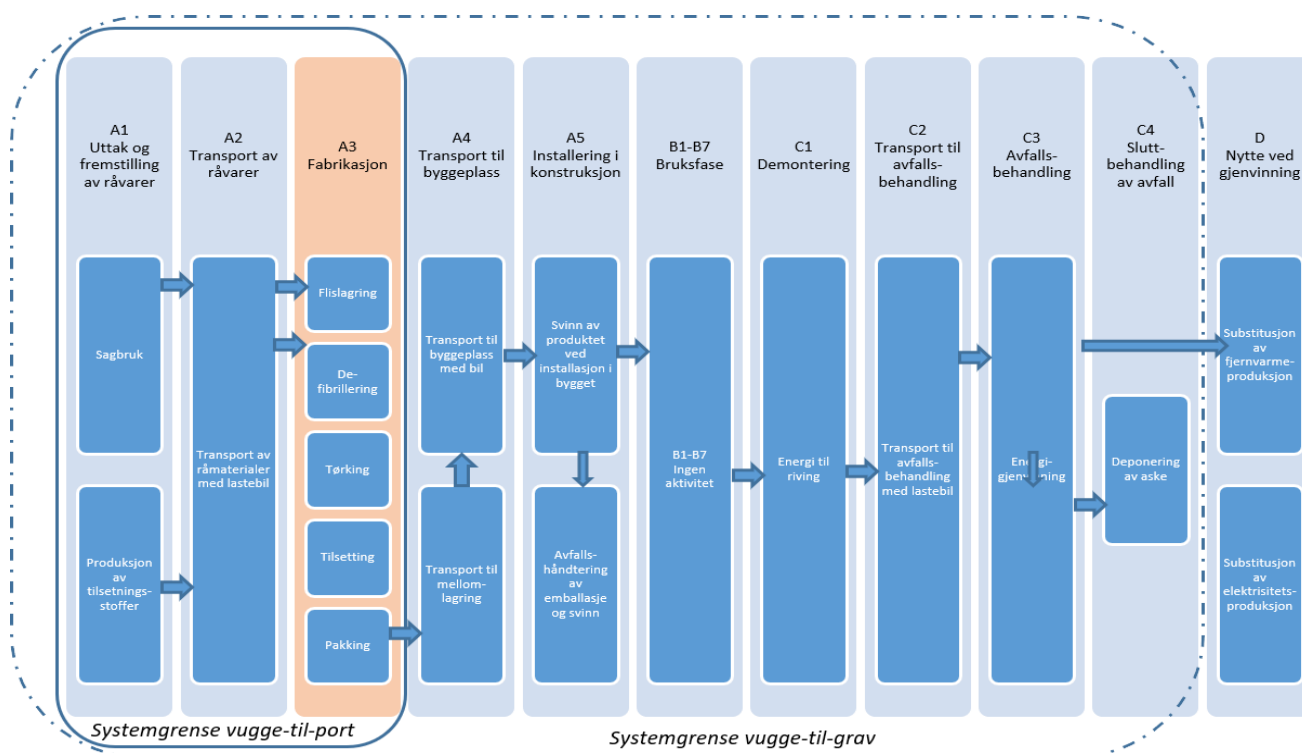 A1
Uttak og
fremstilling
av råvarer
A2
Transport av
råvarer
A3
Fabrikasjon
A4
Transport til
byggeplass
A5
Installering i
konstruksjon
B1-B7
Bruksfase
C1
Demontering
C2
Transport til
avfalls-
behandling
C3
Avfalls-
behandling
C4
Slutt-
behandling
av avfall
D
Nytte ved
gjenvinning
Sagbruk
Produksjon
av
tilsetnings-
stoffer
Transport av
råmaterialer
med lastebil
Flislagring
De-
fibrillering
Tørking
Tilsetting
Pakking
Transport til
byggeplass
med bil
Transport til
mellom-
lagring
Svinn av
produktet ved
installasjon i
bygget
Avfalls-
håndtering
av
emballasje
og svinn
B1-B7
Ingen
aktivitet
Energi til
riving
Transport til
avfalls-
behandling
med lastebil
Energi-
gjenvinning
Deponering
av aske
Substitusjon
av
fjernvarme-
produksjon
Substitusjon
av
elektrisitets-
produksjon
Systemgrense vugge-til-port
Systemgrense vugge-til-grav